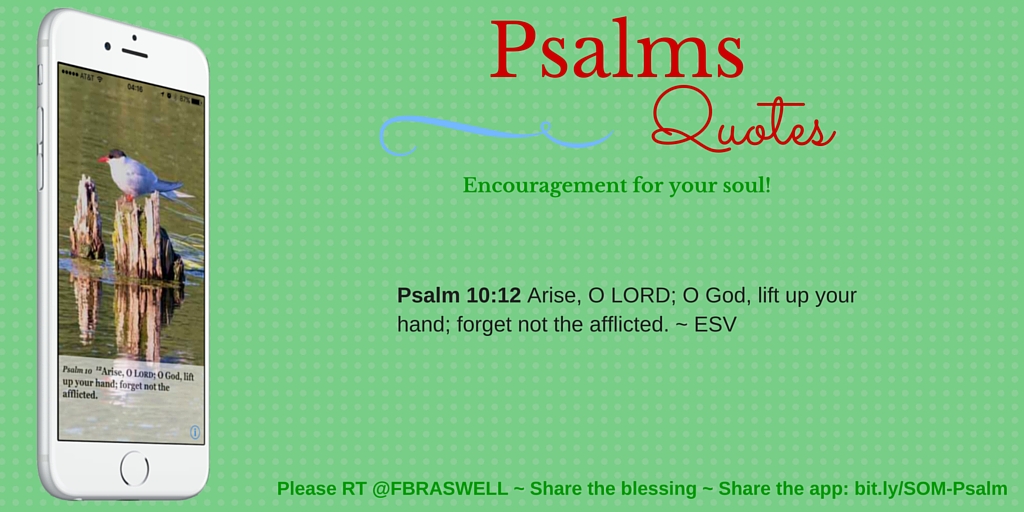 Psalms
Quotes
Encouragement for your soul!
Psalm 10:12 Arise, O LORD; O God, lift up your
hand; forget not the afflicted. ~ ESV
AT&T
04:16
87%
Psalm 10 12Arise, O LORD; O God, lift
up your hand; forget not the
afflicted.
Please RT @FBRASWELL ~ Share the blessing ~ Share the app: bit.ly/SOM-Psalm